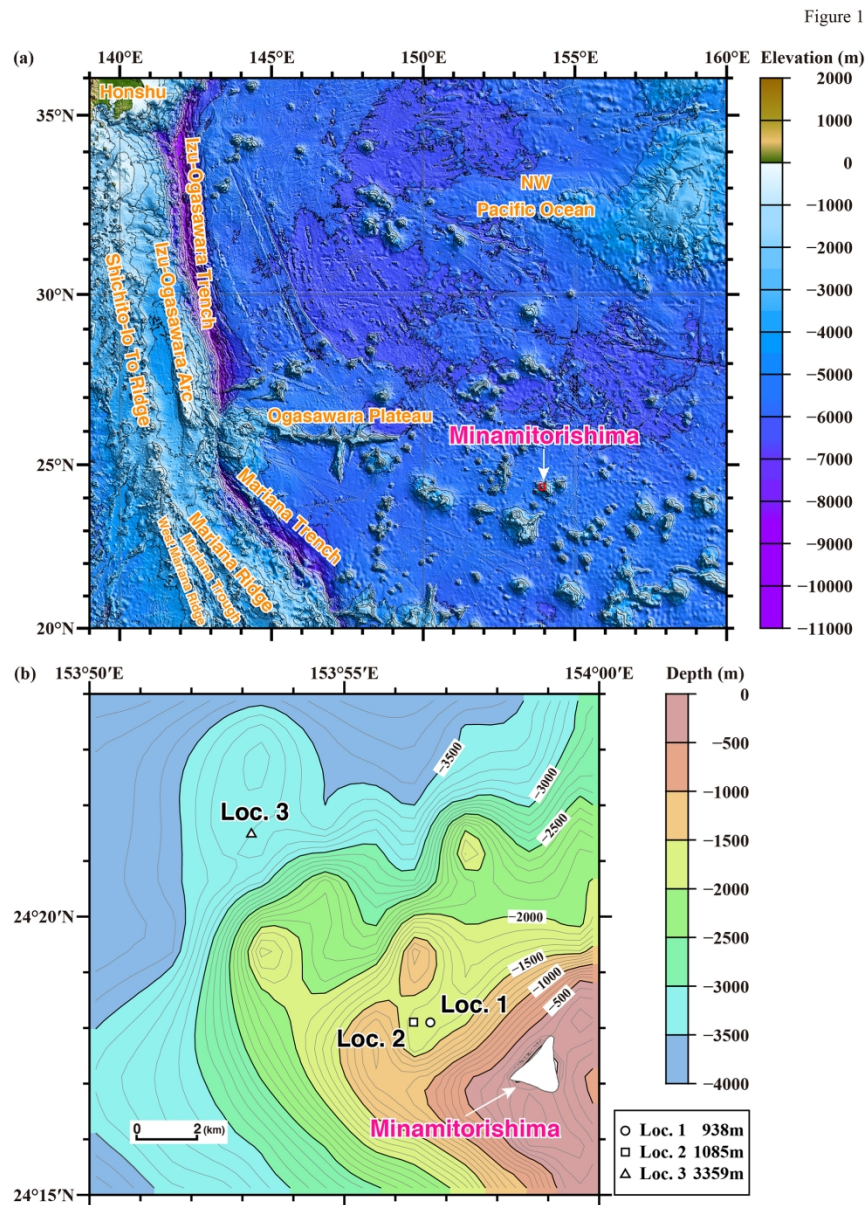 Figure 1
(a)
140°E 145°E 150°E 155°E 160°E
Elevation (m)
Honshu
35°N
30°N
25°N
20°N
Izu-Ogasawara Trench
Izu-Ogasawara Arc
Shichito-Io To Ridge
NW
Pacific Ocean
Ogasawara Plateau
Minamitorishima
Mariana Trench
Mariana Ridge
Mariana Trough
West Mariana Ridge
2000
1000
0
−1000
−2000
−3000
−4000
−5000
−6000
−7000
−8000
−9000
−10000
−11000
(b)
153°50′E 153°55′E 154°00′E
Depth (m)
24°20′N
24°15′N
−3500
−3000
−2500
−2000
−1500
−1000
−500
Loc. 3
Loc. 1
Loc. 2
Minamitorishima
0 2 (km)
0
−500
−1000
−1500
−2000
−2500
−3000
−3500
−4000
Loc. 1 938m
Loc. 2 1085m
Loc. 3 3359m